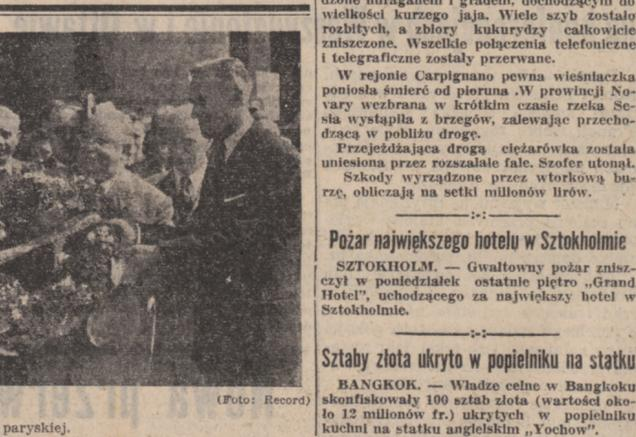 (Foto: Record)
paryskiej.
dzone huraganem i gradem, dochodzącym do
wielkości kurzego jaja. Wiele szyb zostało
rozbitych, a zbiory kukurydzy całkowicie
zniszczone. Wszelkie połączenia telefoniczne
i telegraficzne zostały przerwane.
W rejonie Carpignano pewna wieśniaczka
poniosła śmierć od pioruna .W prowincji No-
vary wezbrana w krótkim czasie rzeka Se-
sia wystąpiła z brzegów, zalewając przecho-
dzącą w pobliżu drogę.
Przejeżdżająca drogą ciężarówka została
uniesiona przez rozszalałe fale. Szofer utonął.
Szkody wyrządzone przez wtorkową bu-
rzę, obliczają na setki milionów lirów.
Pożar największego hotelu w Sztokholmie
SZTOKHOLM. — Gwałtowny pożar znisz-
czył w poniedziałek ostatnie piętro „Grand
Hotel”, uchodzącego za największy hotel w
Sztokholmie.
Sztaby złota ukryto w popielniku na statku
BANGKOK. — Władze celne w Bangkoku
skonfiskowały 100 sztab złota (wartości oko-
ło 12 milionów fr.) ukrytych w popielniku
kuchni na statku angielskim „Yochow”.